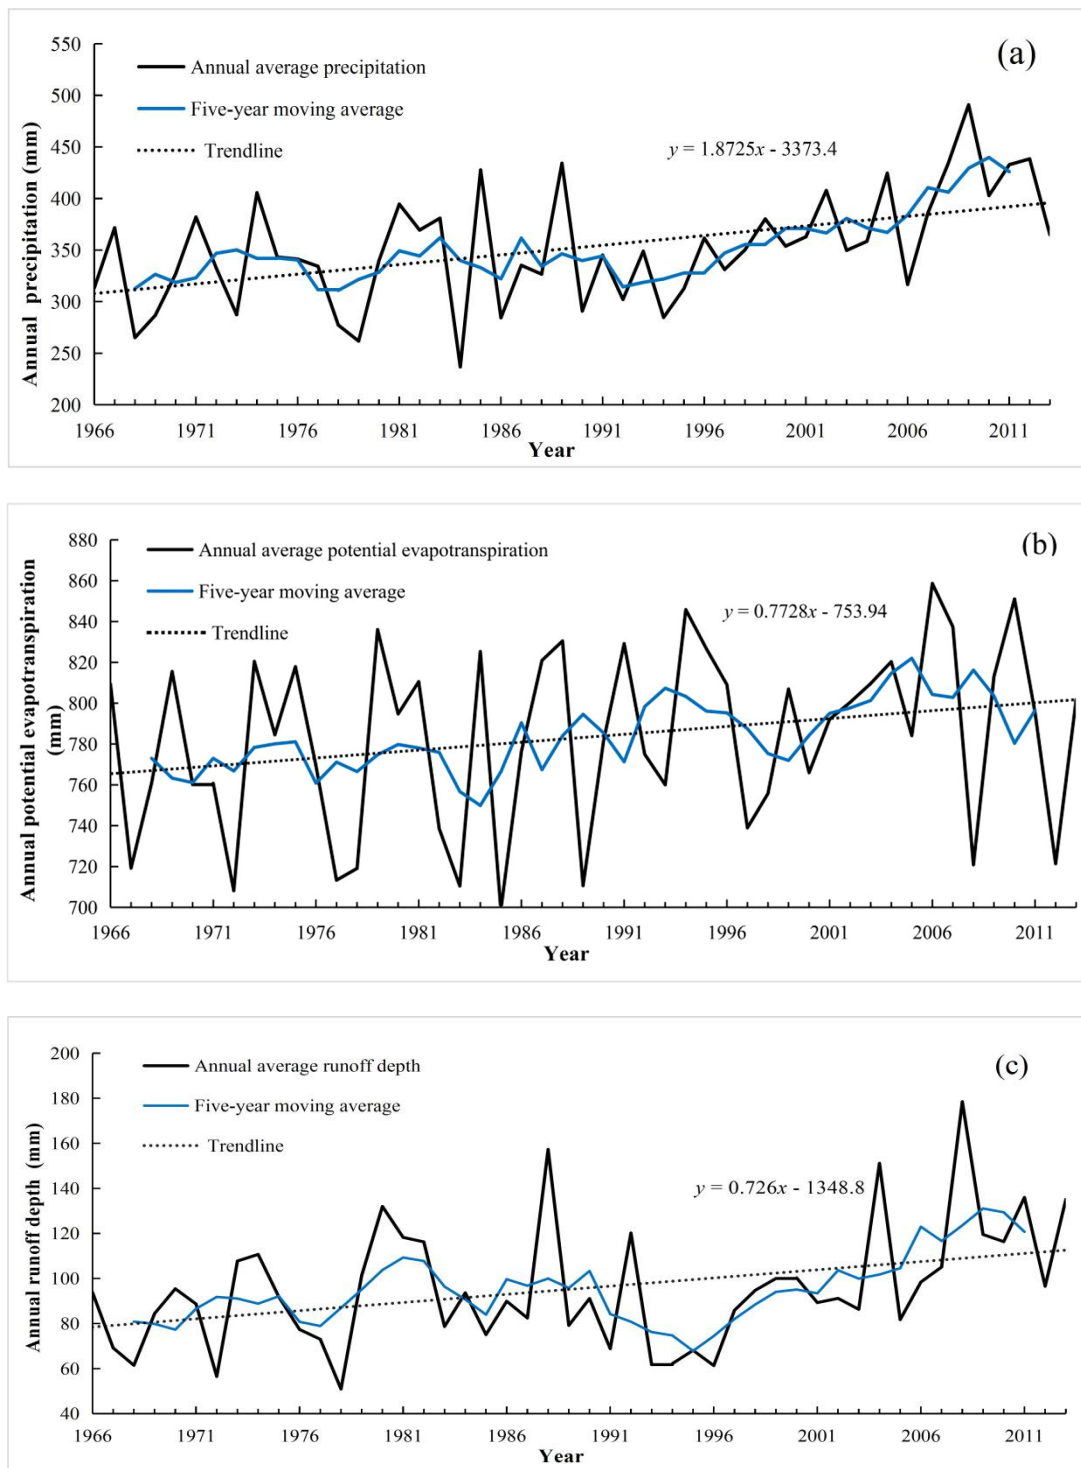 (a)
550
500
450
400
350
300
250
200
Annual precipitation (mm)
Annual average precipitation
Five-year moving average
Trendline
y = 1.8725x - 3373.4
1966 1971 1976 1981 1986 1991 1996 2001 2006 2011
Year
(b)
880
860
840
820
800
780
760
740
720
700
Annual potential evapotranspiration
(mm)
Annual average potential evapotranspiration
Five-year moving average
Trendline
y = 0.7728x - 753.94
1966 1971 1976 1981 1986 1991 1996 2001 2006 2011
Year
(c)
200
180
160
140
120
100
80
60
40
Annual runoff depth (mm)
Annual average runoff depth
Five-year moving average
Trendline
y = 0.726x - 1348.8
1966 1971 1976 1981 1986 1991 1996 2001 2006 2011
Year